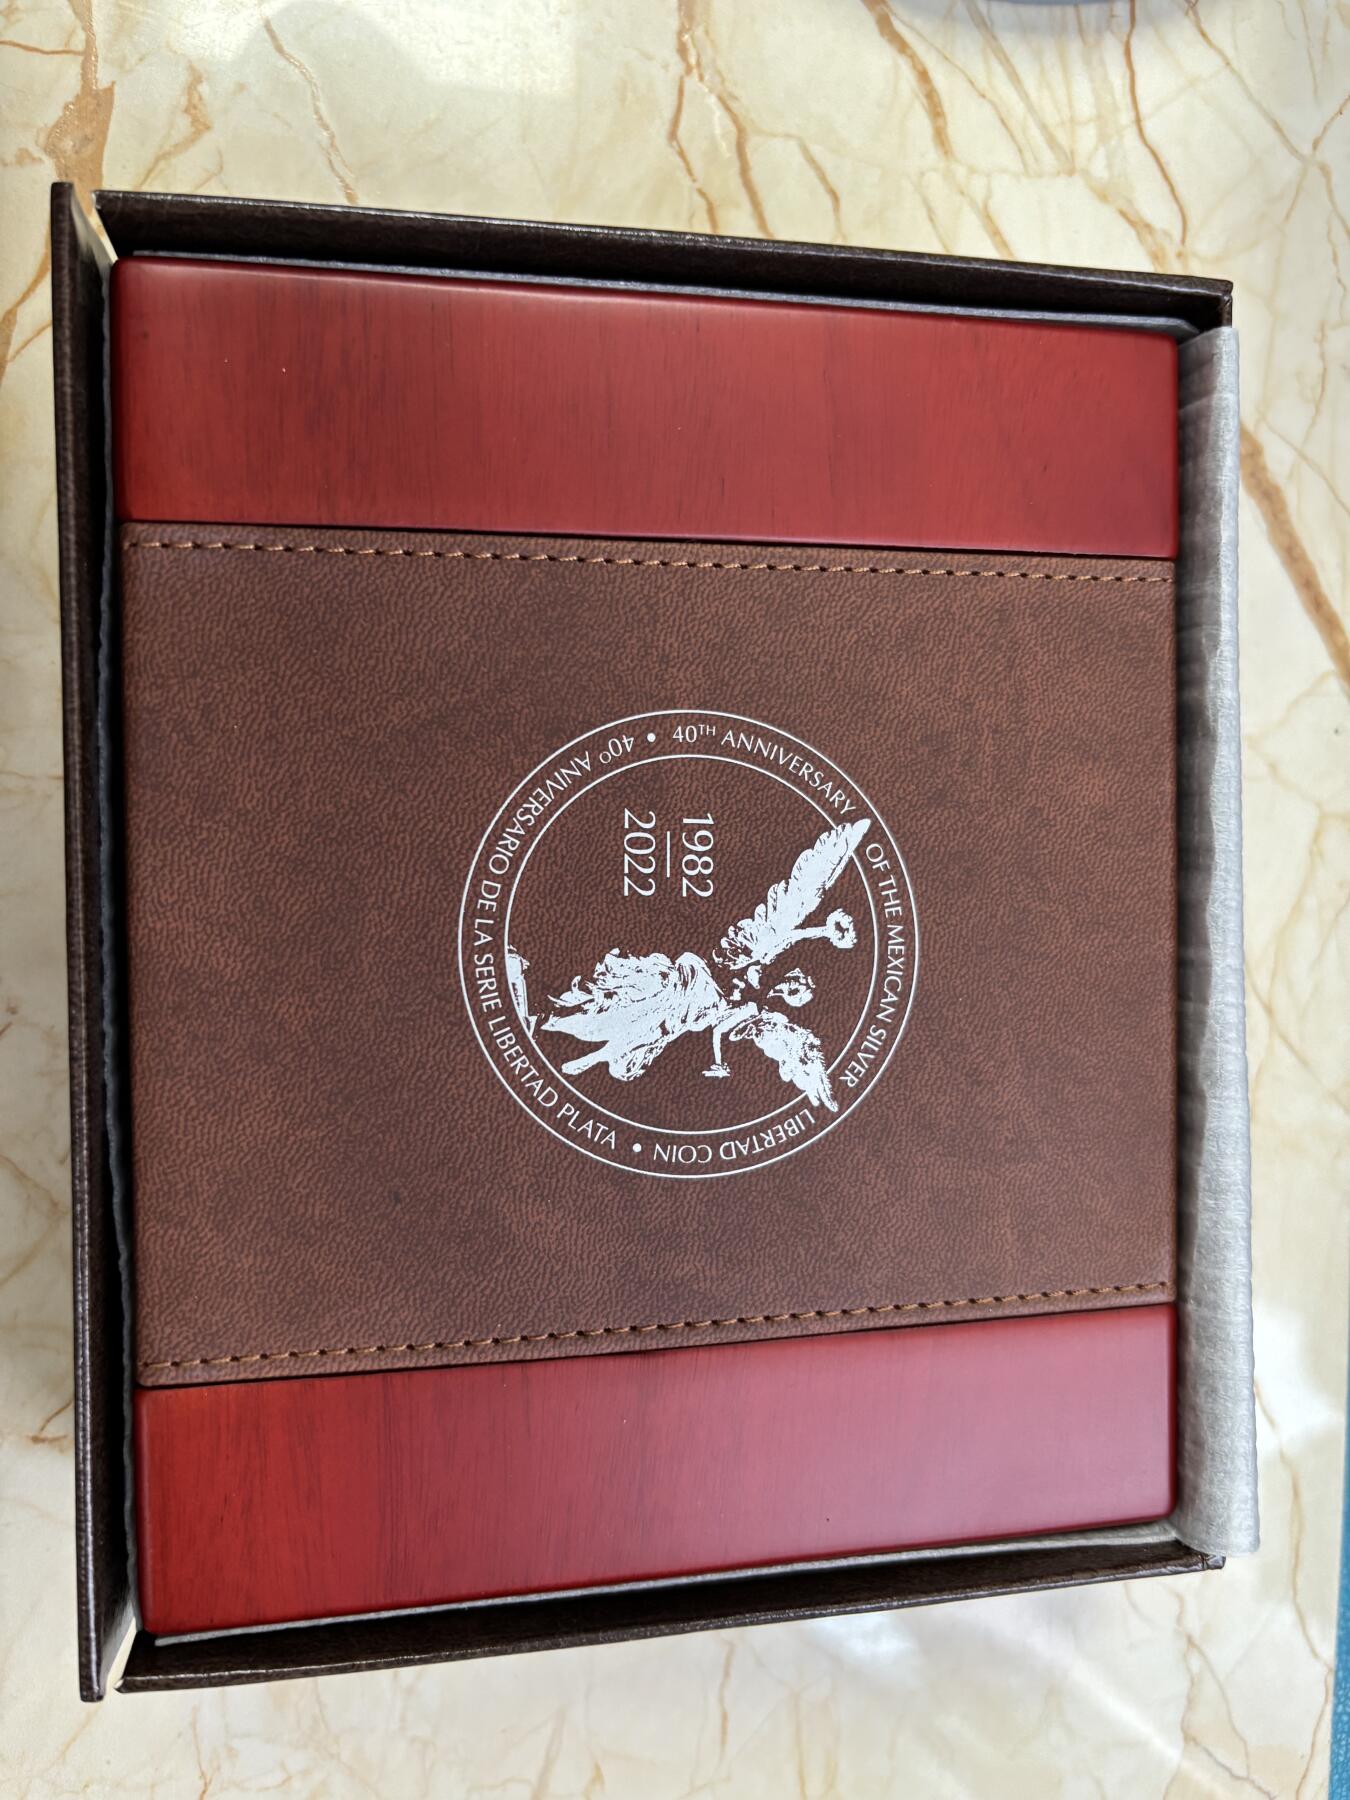 40TH ANNIVERSARY OF THE MEXICAN SILVER LIBERTAD COIN
1982
2022
40º ANIVERSARIO DE LA SERIE LIBERTAD PLATA